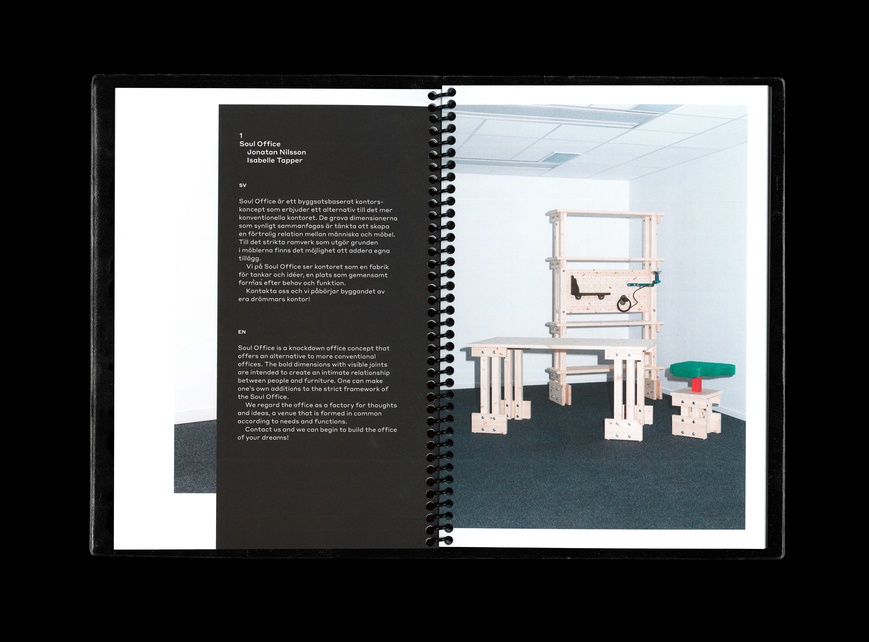 1
Soul Office
Jonatan Nilsson
Isabelle Tapper
SV
Soul Office är ett byggsatsbaserat kontors-
koncept som erbjuder ett alternativ till det mer
konventionella kontoret. De grova dimensionerna
som synligt sammanfogas är tänkta att skapa
en förtrolig relation mellan människa och möbel.
Till det strikta ramverk som utgör grunden
i möblerna finns det möjlighet att addera egna
tillägg.
Vi på Soul Office ser kontoret som en fabrik
för tankar och idéer, en plats som gemensamt
formas efter behov och funktion.
Kontakta oss och vi påbörjar byggandet av
era drömmars kontor!
EN
Soul Office is a knockdown office concept that
offers an alternative to more conventional
offices. The bold dimensions with visible joints
are intended to create an intimate relationship
between people and furniture. One can make
one's own additions to the strict framework of
the Soul Office.
We regard the office as a factory for thoughts
and ideas, a venue that is formed in common
according to needs and functions.
Contact us and we can begin to build the office
of your dreams!